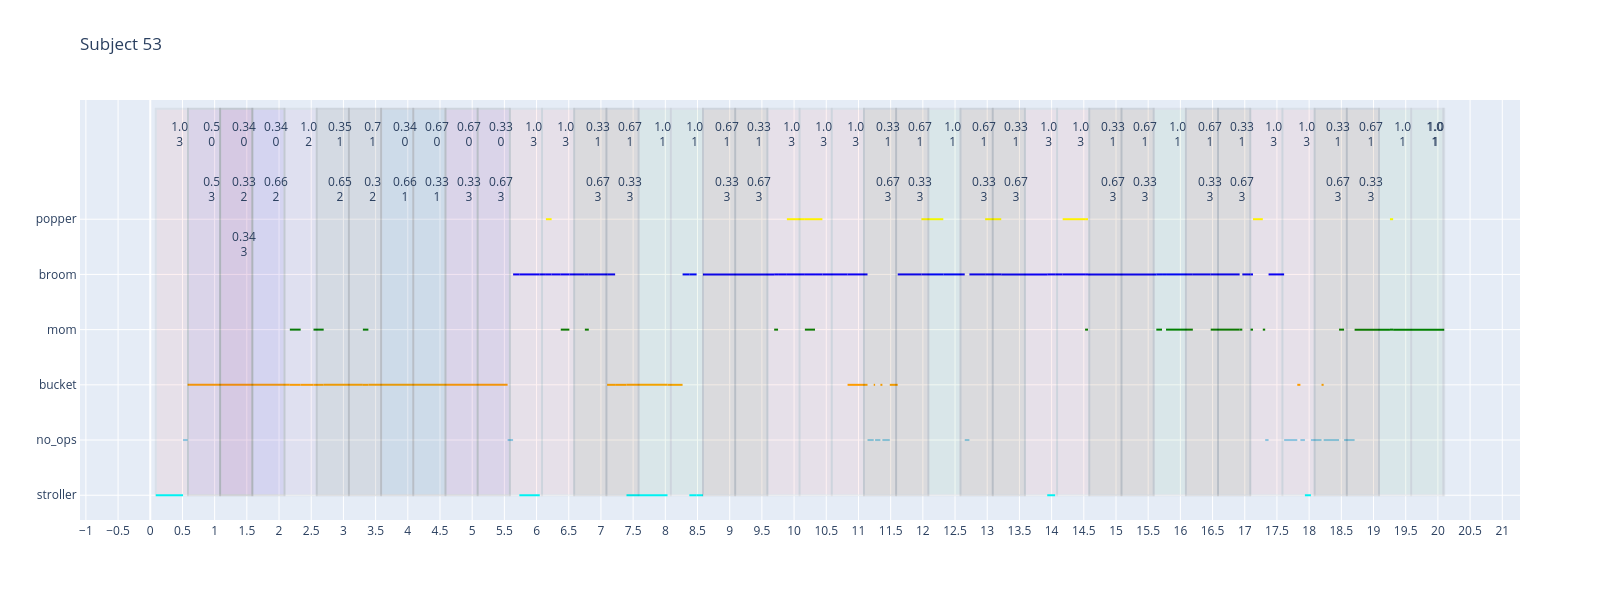 Subject 53
1.0 0.5 0.34 0.34 1.0 0.35 0.7 0.34 0.67 0.67 0.33 1.0 1.0 0.33 0.67 1.0 1.0 0.67 0.33 1.0 1.0 1.0 0.33 0.67 1.0 0.67 0.33 1.0 1.0 0.33 0.67 1.0 0.67 0.33 1.0 1.0 0.33 0.67 1.0 1.0
3 0 0 0 2 1 1 0 0 0 0 3 3 1 1 1 1 1 1 3 3 3 1 1 1 1 1 3 3 1 1 1 1 1 3 3 1 1 1 1
0.5 0.33 0.66 0.65 0.3 0.66 0.33 0.33 0.67 0.67 0.33 0.33 0.67 0.67 0.33 0.33 0.67 0.67 0.33 0.33 0.67 0.67 0.33
3 2 2 2 2 1 1 3 3 3 3 3 3 3 3 3 3 3 3 3 3 3 3
popper
0.34
3
broom
mom
bucket
no_ops
stroller
−1 −0.5 0 0.5 1 1.5 2 2.5 3 3.5 4 4.5 5 5.5 6 6.5 7 7.5 8 8.5 9 9.5 10 10.5 11 11.5 12 12.5 13 13.5 14 14.5 15 15.5 16 16.5 17 17.5 18 18.5 19 19.5 20 20.5 21